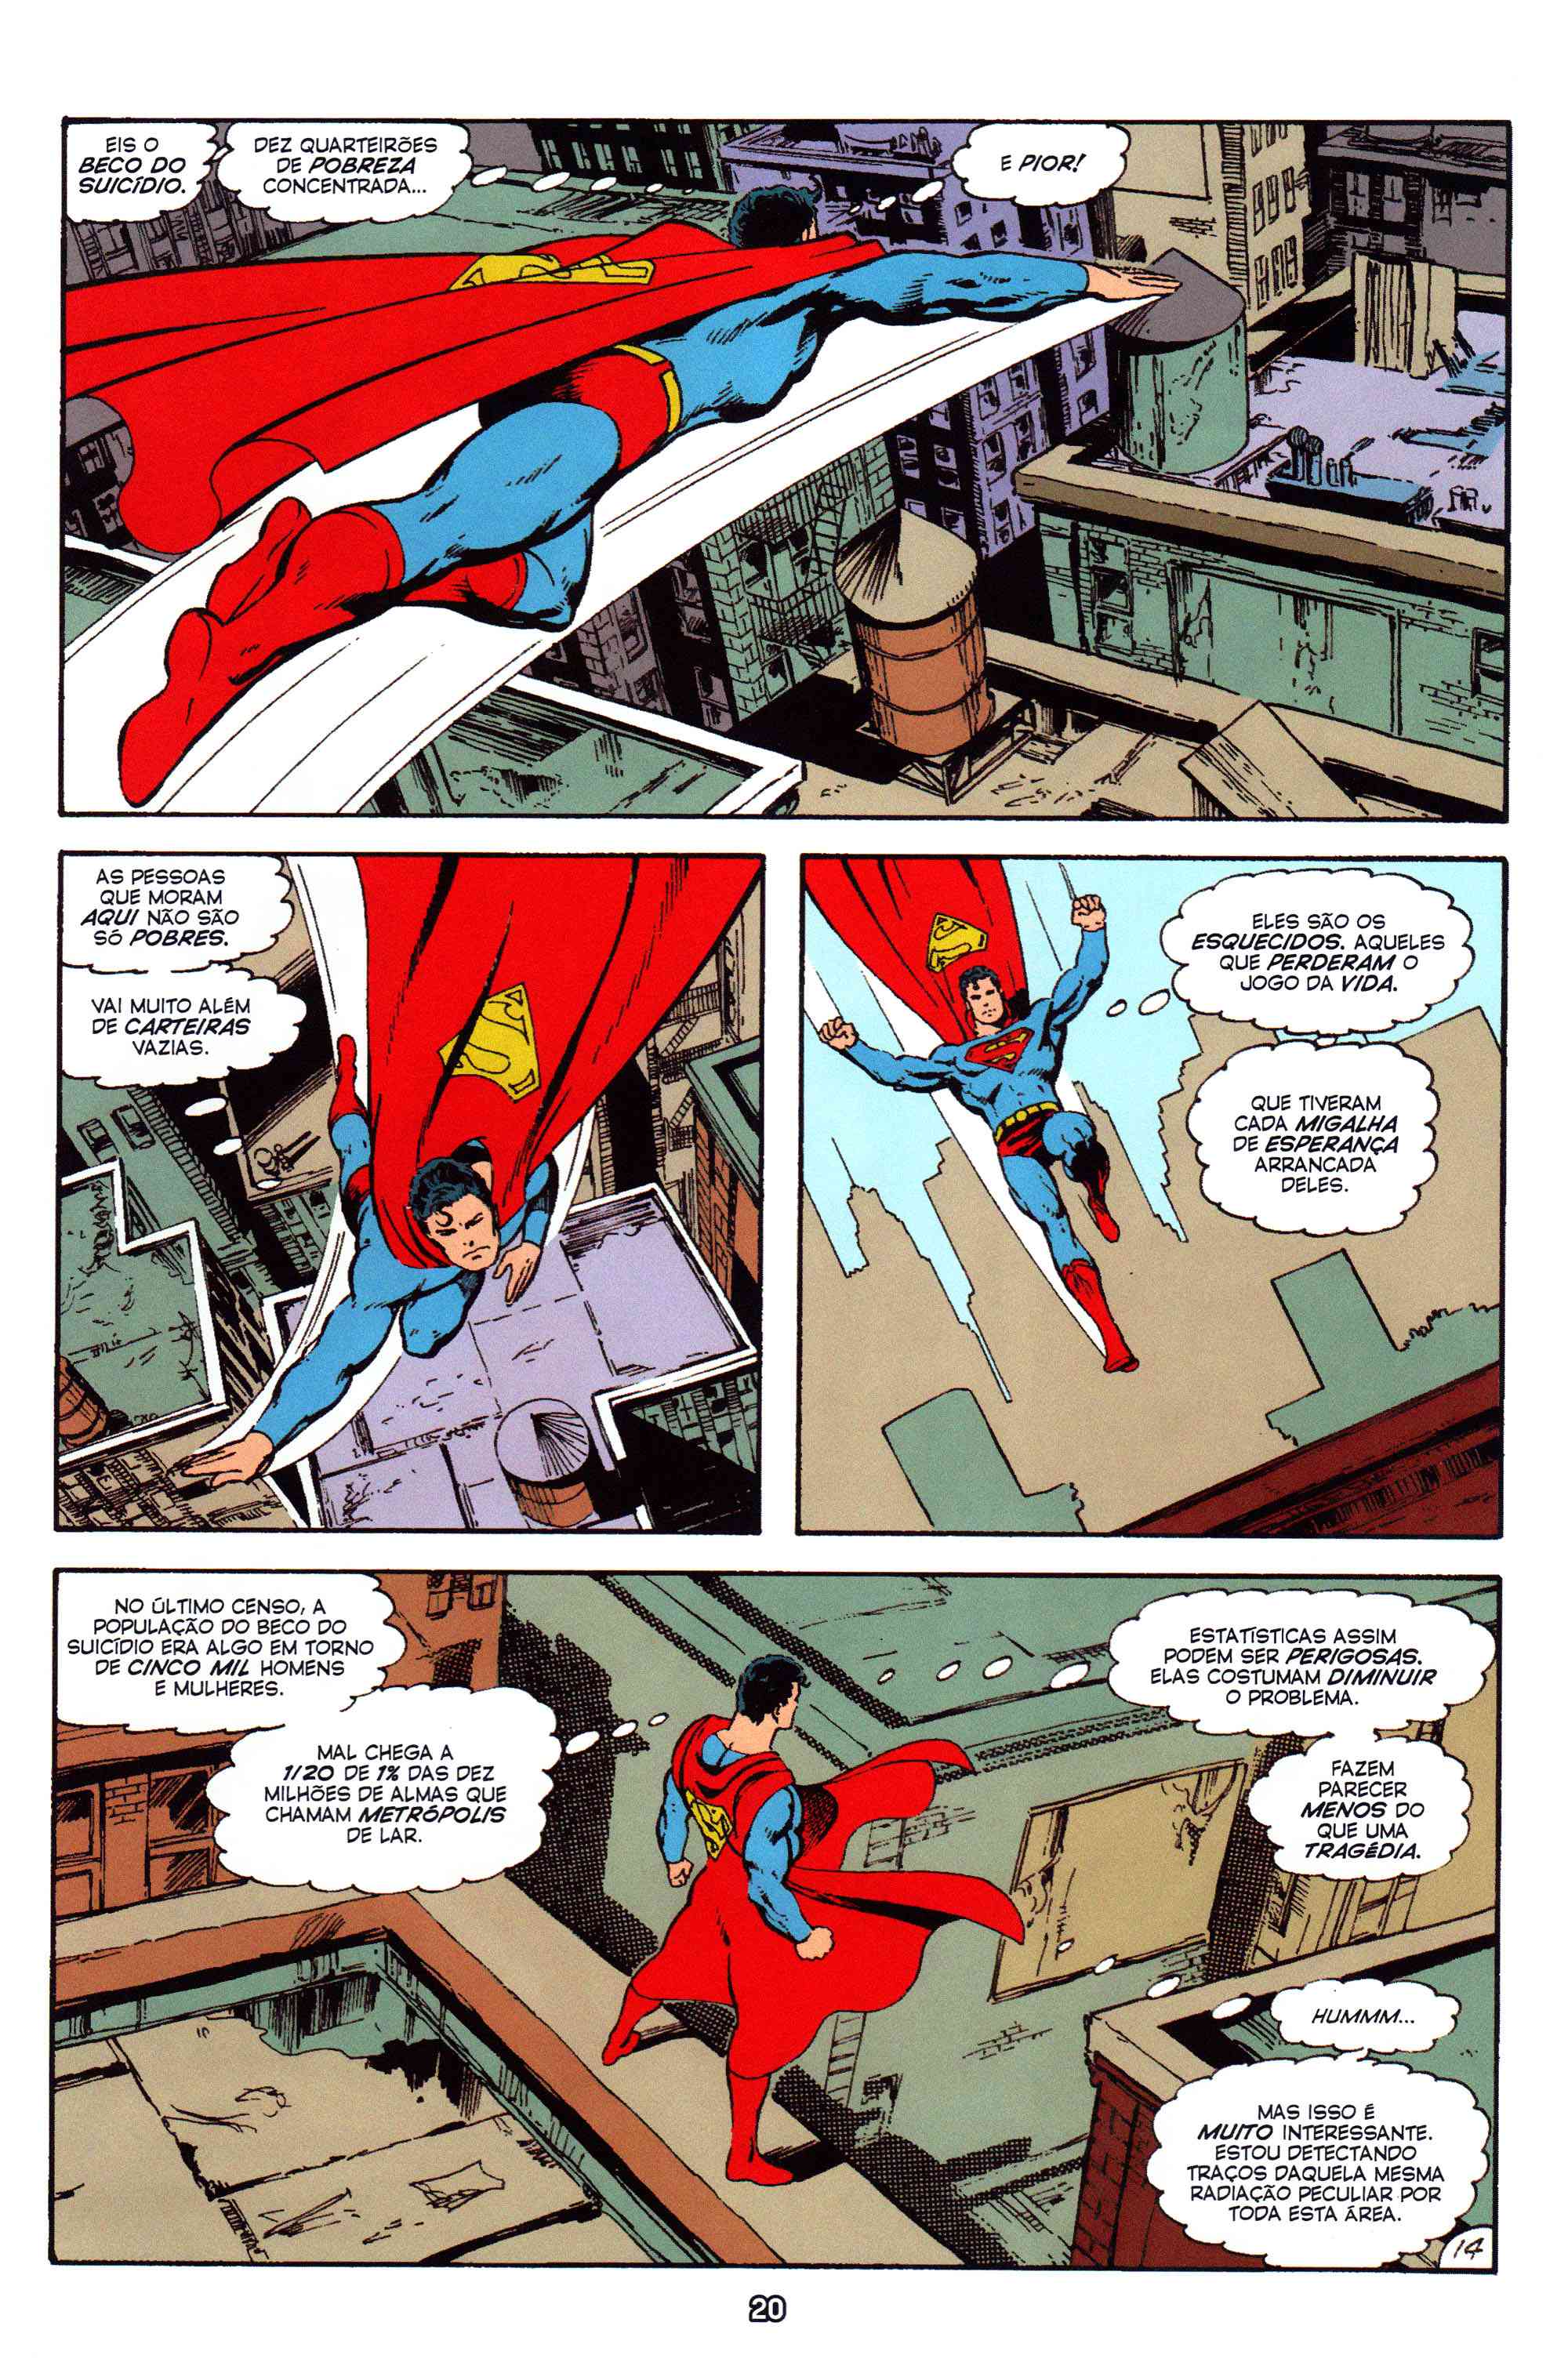 EIS O
BECO DO
SUICÍDIO.
DEZ QUARTEIRÕES
DE POBREZA
CONCENTRADA...
E PIOR!
AS PESSOAS
QUE MORAM
AQUI NÃO SÃO
SÓ POBRES.
VAI MUITO ALÉM
DE CARTEIRAS
VAZIAS.
ELES SÃO OS
ESQUECIDOS. AQUELES
QUE PERDERAM O
JOGO DA VIDA.
QUE TIVERAM
CADA MIGALHA
DE ESPERANÇA
ARRANCADA
DELES.
NO ÚLTIMO CENSO, A
POPULAÇÃO DO BECO DO
SUICÍDIO ERA ALGO EM TORNO
DE CINCO MIL HOMENS
E MULHERES.
MAL CHEGA A
1/20 DE 1% DAS DEZ
MILHÕES DE ALMAS QUE
CHAMAM METRÓPOLIS
DE LAR.
ESTATÍSTICAS ASSIM
PODEM SER PERIGOSAS.
ELAS COSTUMAM DIMINUIR
O PROBLEMA.
FAZEM
PARECER
MENOS DO
QUE UMA
TRAGÉDIA.
HUMMM...
MAS ISSO É
MUITO INTERESSANTE.
ESTOU DETECTANDO
TRAÇOS DAQUELA MESMA
RADIAÇÃO PECULIAR POR
TODA ESTA ÁREA.
14
20